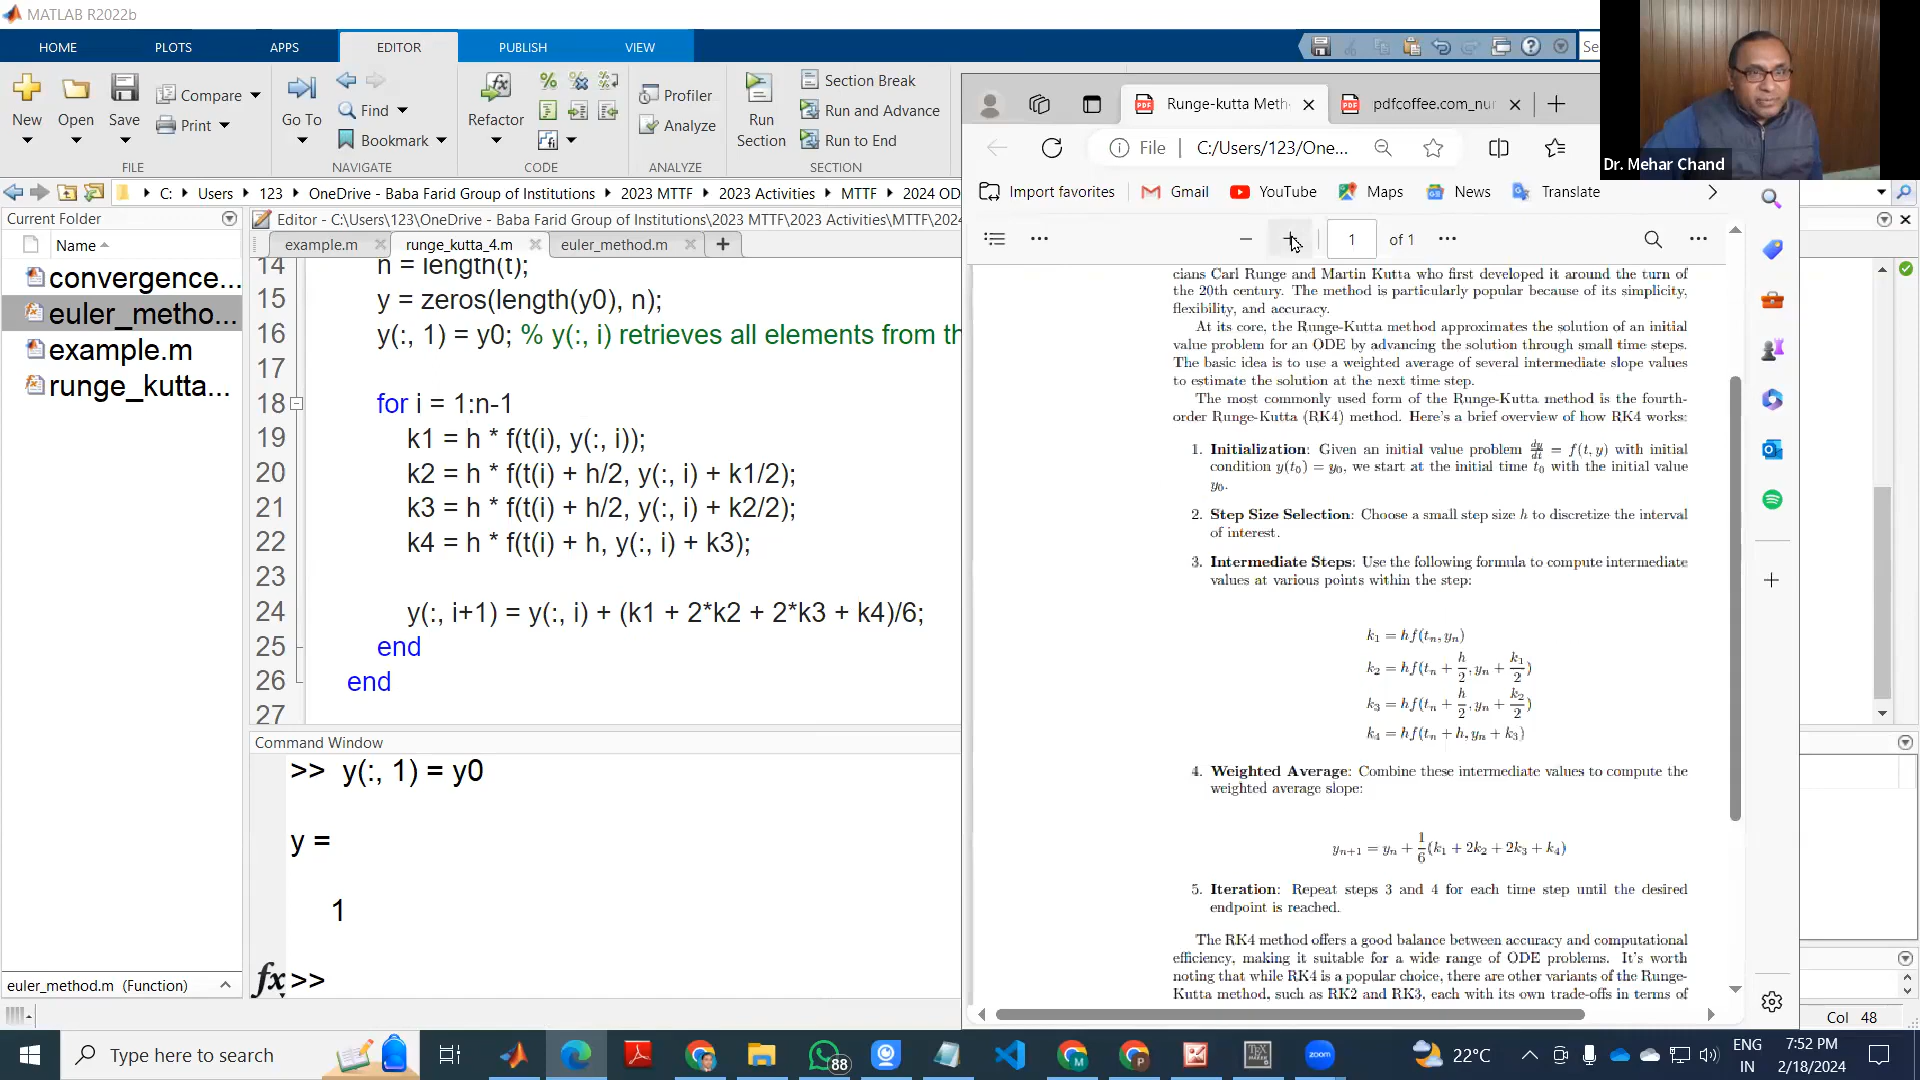 MATLAB R2022b
HOME
PLOTS
APPS
EDITOR
PUBLISH
VIEW
New
Open
Save
Compare
Print
FILE
Go To
Find
Bookmark
NAVIGATE
Refactor
CODE
Profiler
Analyze
ANALYZE
Run
Section
Section Break
Run and Advance
Run to End
SECTION
C:
Users
123
OneDrive - Baba Farid Group of Institutions
2023 MTTF
2023 Activities
MTTF
2024 OD
Current Folder
Name
convergence...
euler_metho...
example.m
runge_kutta...
euler_method.m (Function)
Editor - C:\Users\123\OneDrive - Baba Farid Group of Institutions\2023 MTTF\2023 Activities\MTTF\2024
example.m
runge_kutta_4.m
euler_method.m
14 n = length(t);
15 y = zeros(length(y0), n);
16 y(:, 1) = y0; % y(:, i) retrieves all elements from th
17
18 for i = 1:n-1
19 k1 = h * f(t(i), y(:, i));
20 k2 = h * f(t(i) + h/2, y(:, i) + k1/2);
21 k3 = h * f(t(i) + h/2, y(:, i) + k2/2);
22 k4 = h * f(t(i) + h, y(:, i) + k3);
23
24 y(:, i+1) = y(:, i) + (k1 + 2*k2 + 2*k3 + k4)/6;
25 end
26 end
27
Command Window
>> y(:, 1) = y0
y =
1
fx >>
Se
Runge-kutta Meth
pdfcoffee.com_nur
File
C:/Users/123/One...
Import favorites
Gmail
YouTube
Maps
News
Translate
1 of 1
cians Carl Runge and Martin Kutta who first developed it around the turn of
the 20th century. The method is particularly popular because of its simplicity,
flexibility, and accuracy.
At its core, the Runge-Kutta method approximates the solution of an initial
value problem for an ODE by advancing the solution through small time steps.
The basic idea is to use a weighted average of several intermediate slope values
to estimate the solution at the next time step.
The most commonly used form of the Runge-Kutta method is the fourth-
order Runge-Kutta (RK4) method. Here's a brief overview of how RK4 works:
1. Initialization: Given an initial value problem dy/dt = f(t, y) with initial
condition y(t₀) = y₀, we start at the initial time t₀ with the initial value
y₀.
2. Step Size Selection: Choose a small step size h to discretize the interval
of interest.
3. Intermediate Steps: Use the following formula to compute intermediate
values at various points within the step:
k₁ = hf(tₙ, yₙ)
k₂ = hf(tₙ + h/2, yₙ + k₁/2)
k₃ = hf(tₙ + h/2, yₙ + k₂/2)
k₄ = hf(tₙ + h, yₙ + k₃)
4. Weighted Average: Combine these intermediate values to compute the
weighted average slope:
yₙ₊₁ = yₙ + 1/6(k₁ + 2k₂ + 2k₃ + k₄)
5. Iteration: Repeat steps 3 and 4 for each time step until the desired
endpoint is reached.
The RK4 method offers a good balance between accuracy and computational
efficiency, making it suitable for a wide range of ODE problems. It's worth
noting that while RK4 is a popular choice, there are other variants of the Runge-
Kutta method, such as RK2 and RK3, each with its own trade-offs in terms of
Dr. Mehar Chand
Col 48
Type here to search
88
zoom
22°C
ENG
IN
7:52 PM
2/18/2024